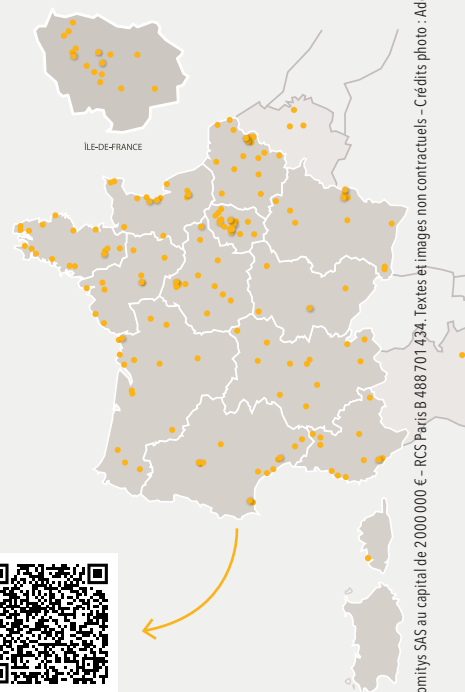 ÎLE-DE-FRANCE
omitys SAS au capital de 2 000 000 € – RCS Paris B 488 701 434. Textes et images non contractuels – Crédits photo : Ad